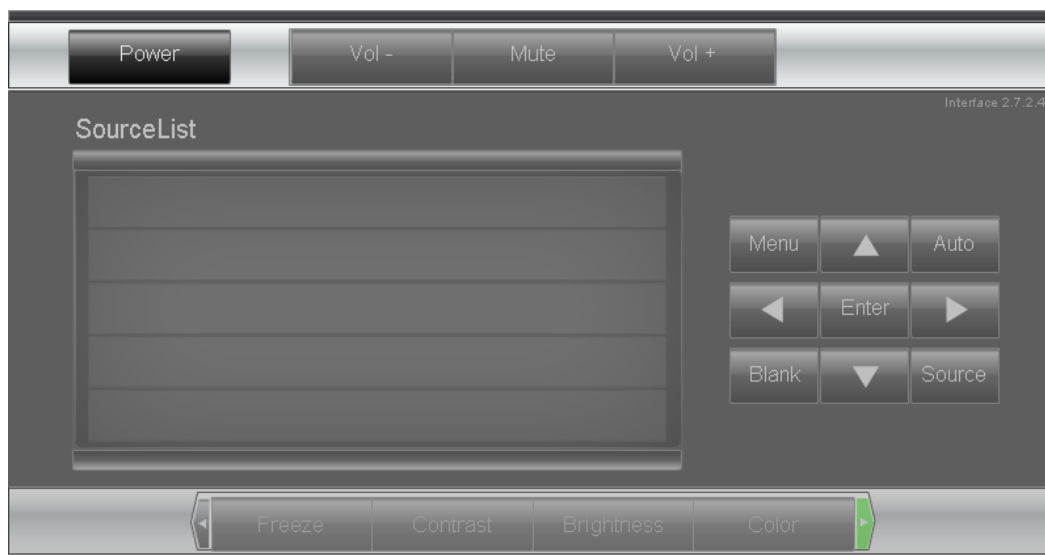 Power Vol - Mute Vol +
Interface 2.7.2.4
SourceList
Menu Auto
Enter
Blank Source
Freeze Contrast Brightness Color